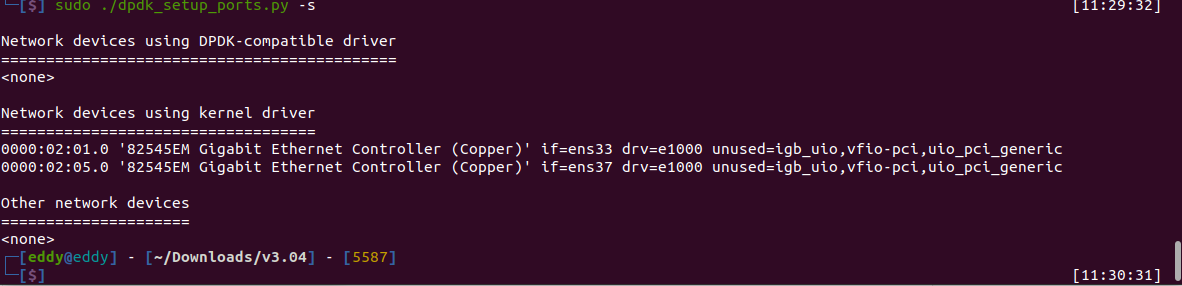 └─[$] sudo ./dpdk_setup_ports.py -s [11:29:32]
Network devices using DPDK-compatible driver
============================================
<none>
Network devices using kernel driver
===================================
0000:02:01.0 '82545EM Gigabit Ethernet Controller (Copper)' if=ens33 drv=e1000 unused=igb_uio,vfio-pci,uio_pci_generic
0000:02:05.0 '82545EM Gigabit Ethernet Controller (Copper)' if=ens37 drv=e1000 unused=igb_uio,vfio-pci,uio_pci_generic
Other network devices
=====================
<none>
┌─[eddy@eddy] - [~/Downloads/v3.04] - [5587]
└─[$] [11:30:31]